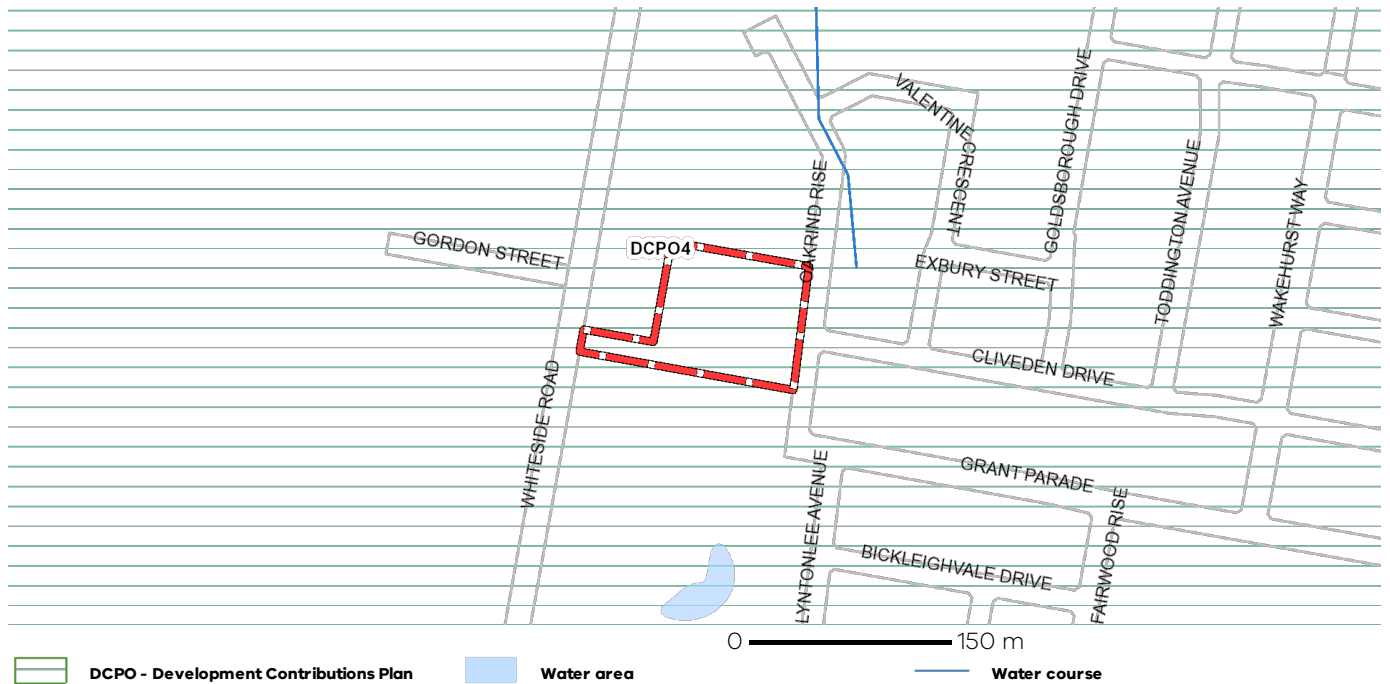 VALENTINE CRESCENT
GOLDSBOROUGH DRIVE
TODDINGTON AVENUE
OAKRIND RISE
WAKEHURST WAY
GORDON STREET
DCPO4
EXBURY STREET
CLIVEDEN DRIVE
WHITESIDE ROAD
GRANT PARADE
LYNTONLEE AVENUE
FAIRWOOD RISE
BICKLEIGHVALE DRIVE
0 150 m
DCPO - Development Contributions Plan
Water area
Water course